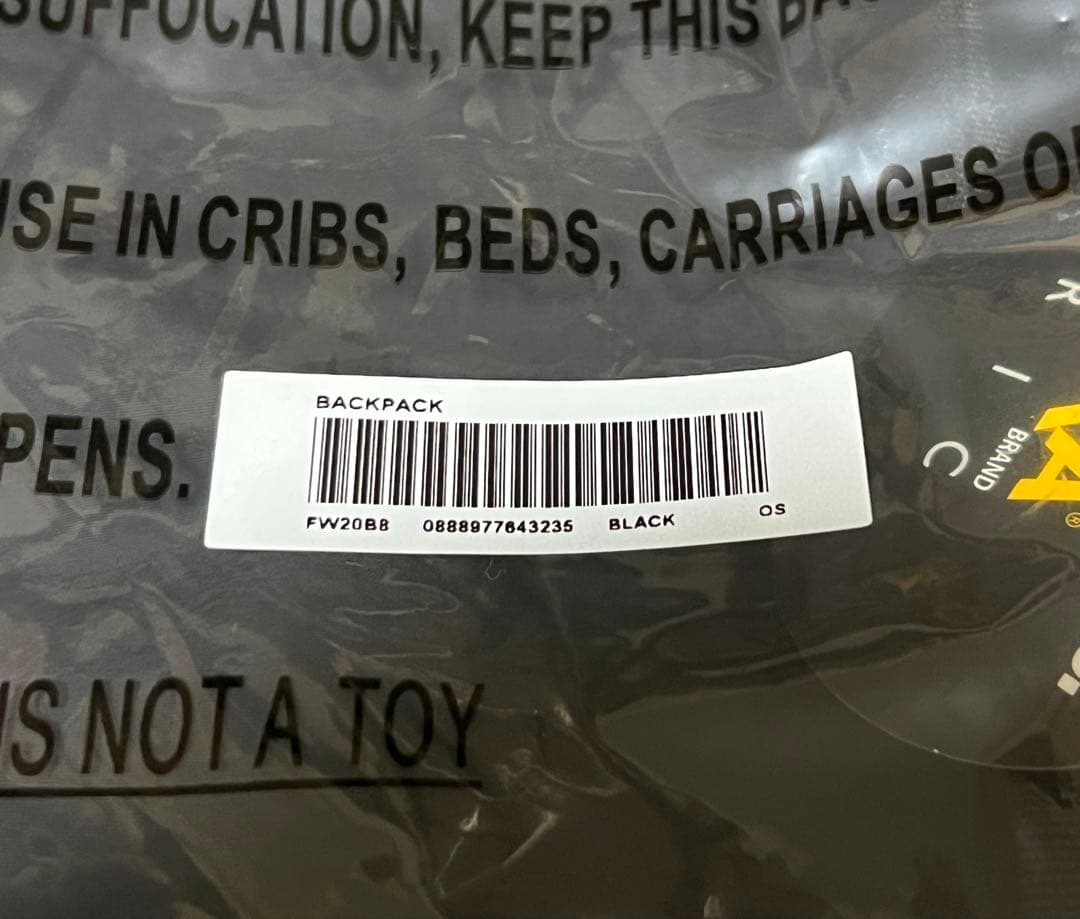 SUFFOCATION, KEEP THIS
USE IN CRIBS, BEDS, CARRIAGES
PENS.
BACKPACK
FW20B8 0888977643235 BLACK OS
IS NOT A TOY
R
I
C
BRAND
®